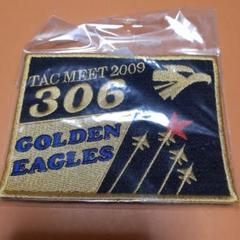 TAC MEET 2009
306
GOLDEN
EAGLES